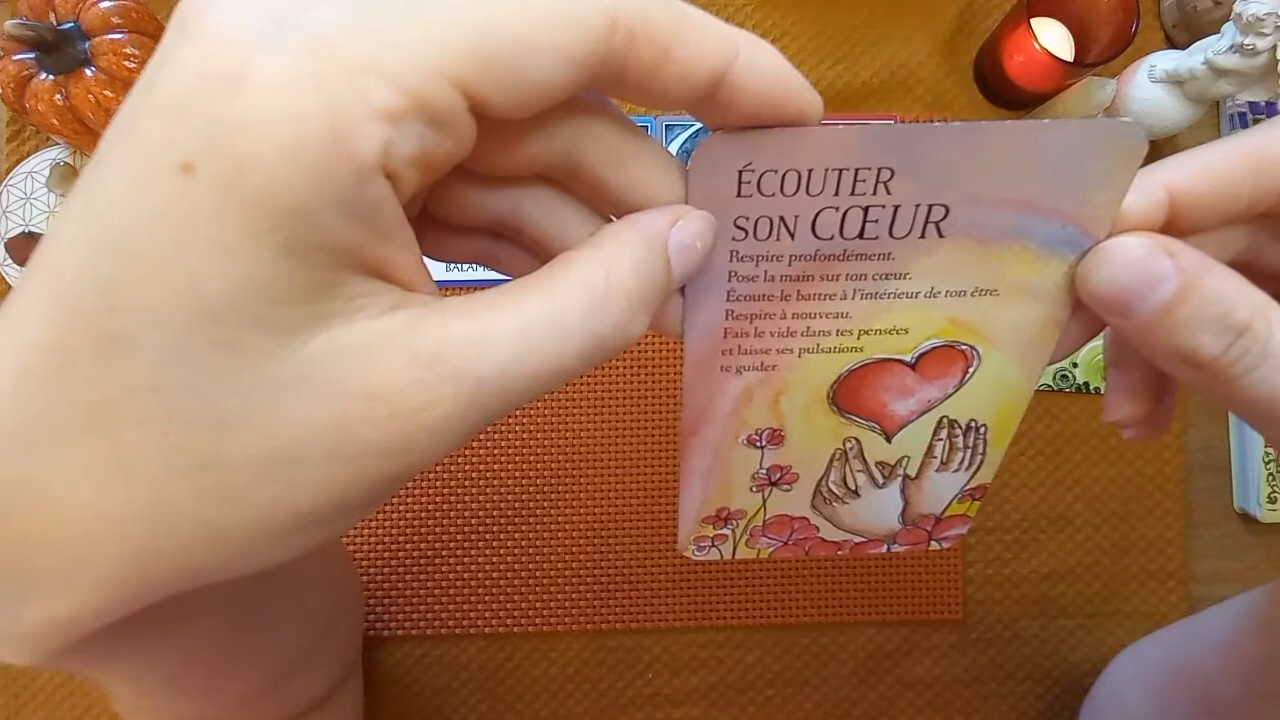 ÉCOUTER
SON CŒUR
Respire profondément.
Pose la main sur ton cœur.
Écoute-le battre à l'intérieur de ton être.
Respire à nouveau.
Fais le vide dans tes pensées
et laisse ses pulsations
te guider.